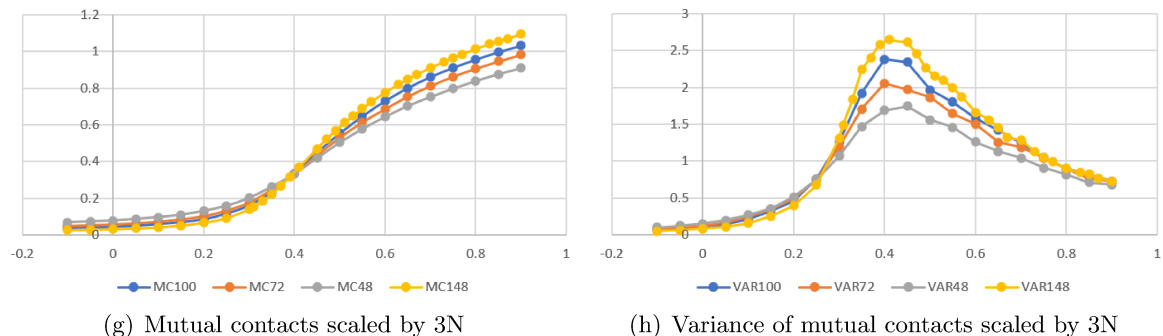 1.2
1
0.8
0.6
0.4
0.2
0
-0.2 0 0.2 0.4 0.6 0.8 1
MC100 MC72 MC48 MC148
(g) Mutual contacts scaled by 3N
3
2.5
2
1.5
1
0.5
0
-0.2 0 0.2 0.4 0.6 0.8 1
VAR100 VAR72 VAR48 VAR148
(h) Variance of mutual contacts scaled by 3N